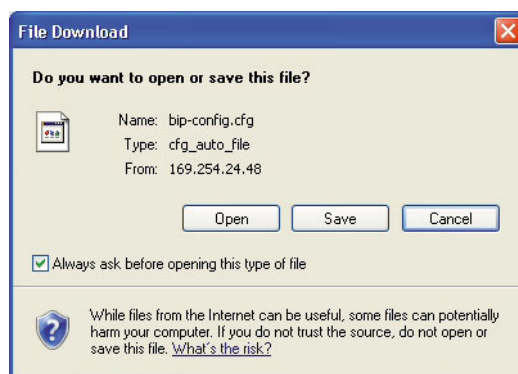 File Download
Do you want to open or save this file?
Name: bip-config.cfg
Type: cfg_auto_file
From: 169.254.24.48
Open Save Cancel
Always ask before opening this type of file
While files from the Internet can be useful, some files can potentially
harm your computer. If you do not trust the source, do not open or
save this file. What's the risk?